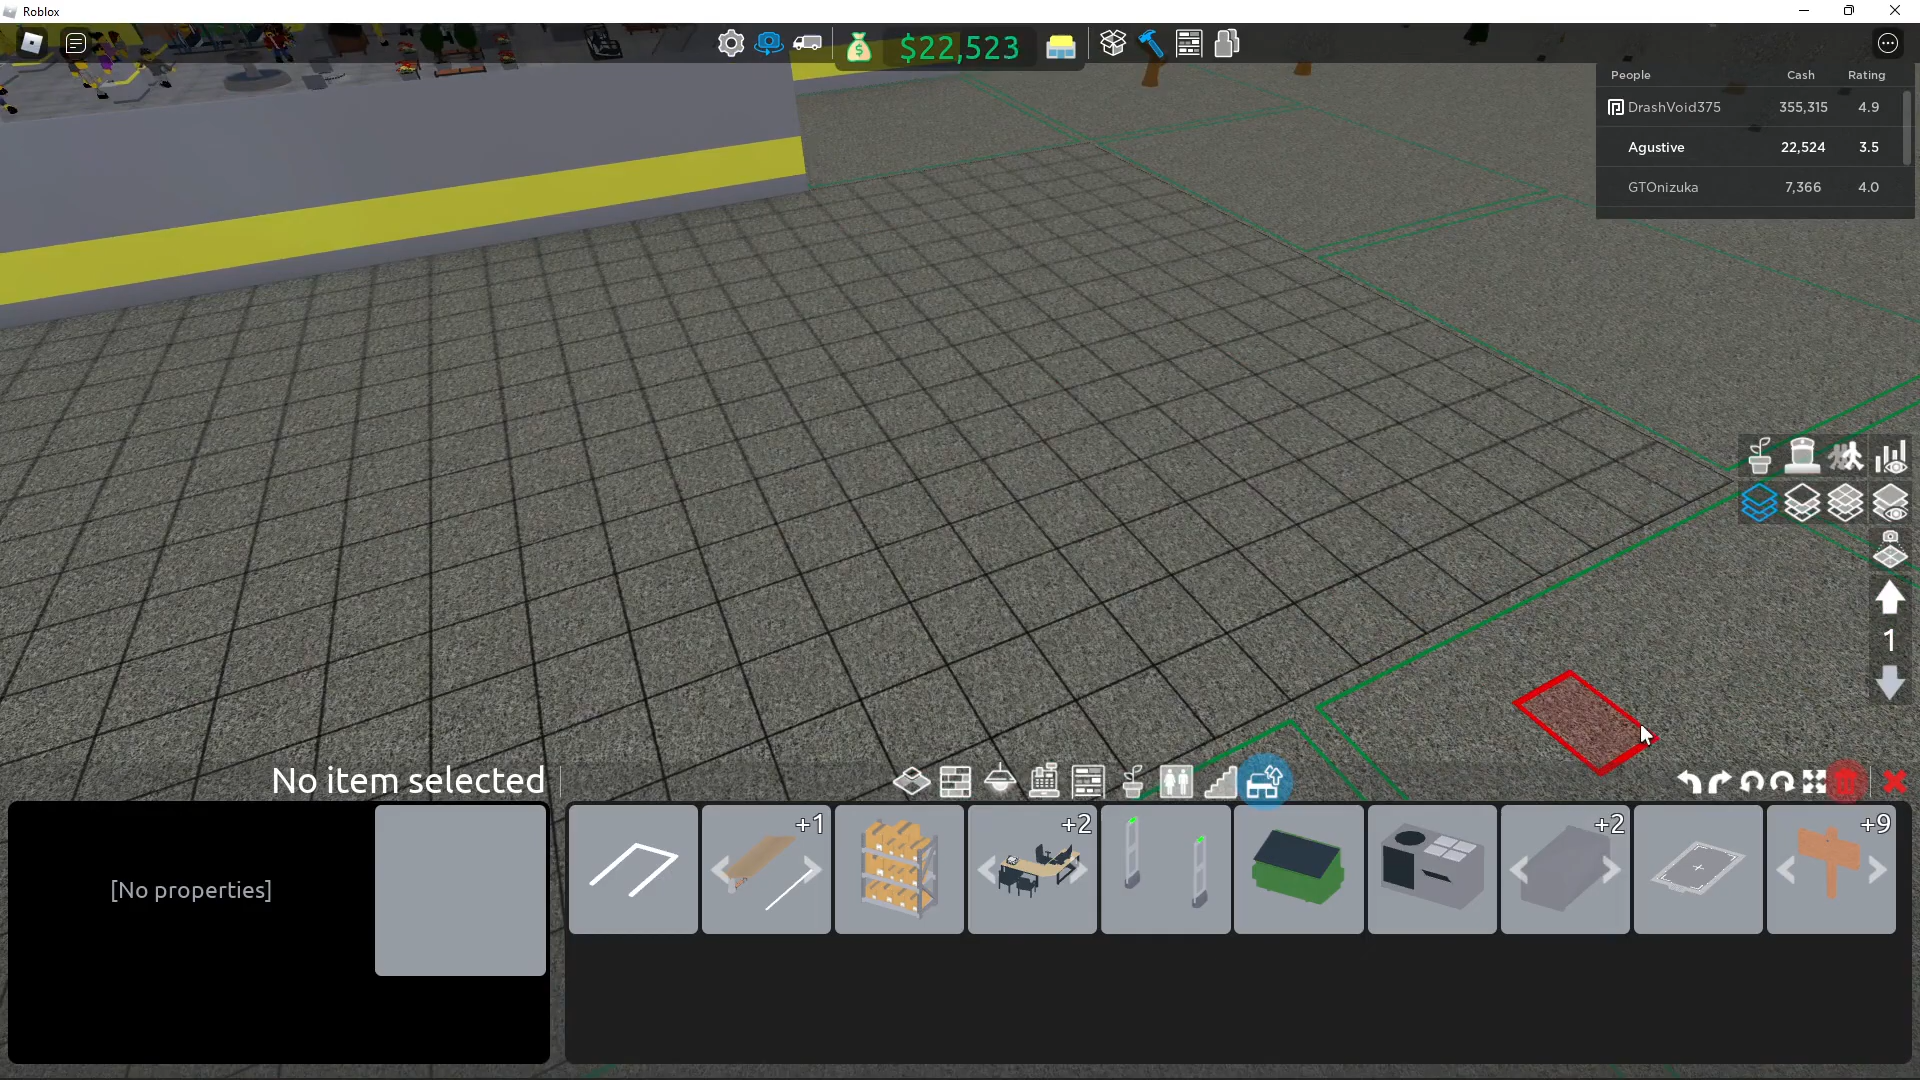 Roblox
$22,523
People Cash Rating
DrashVoid375 355,315 4.9
Agustive 22,524 3.5
GTOnizuka 7,366 4.0
1
No item selected
[No properties]
+1
+2
+2
+9